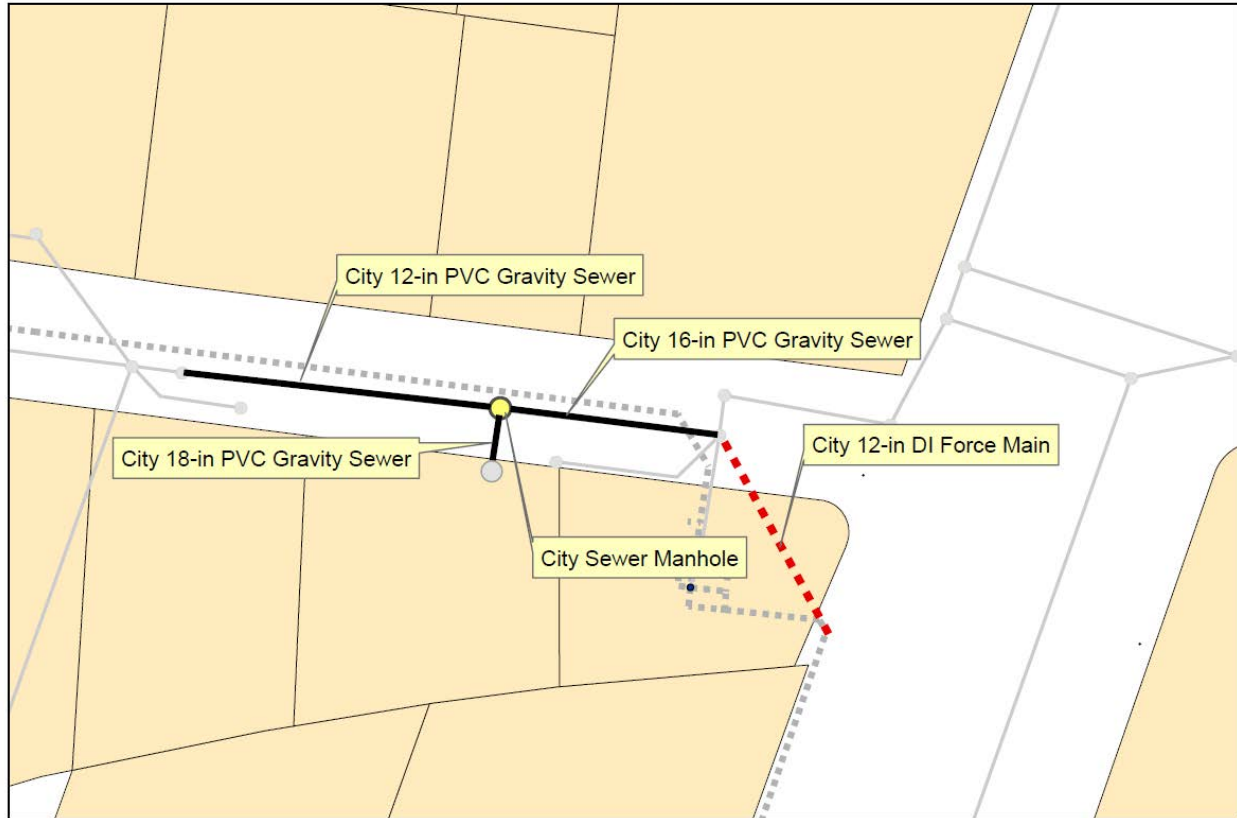 City 12-in PVC Gravity Sewer
City 16-in PVC Gravity Sewer
City 18-in PVC Gravity Sewer
City 12-in DI Force Main
City Sewer Manhole